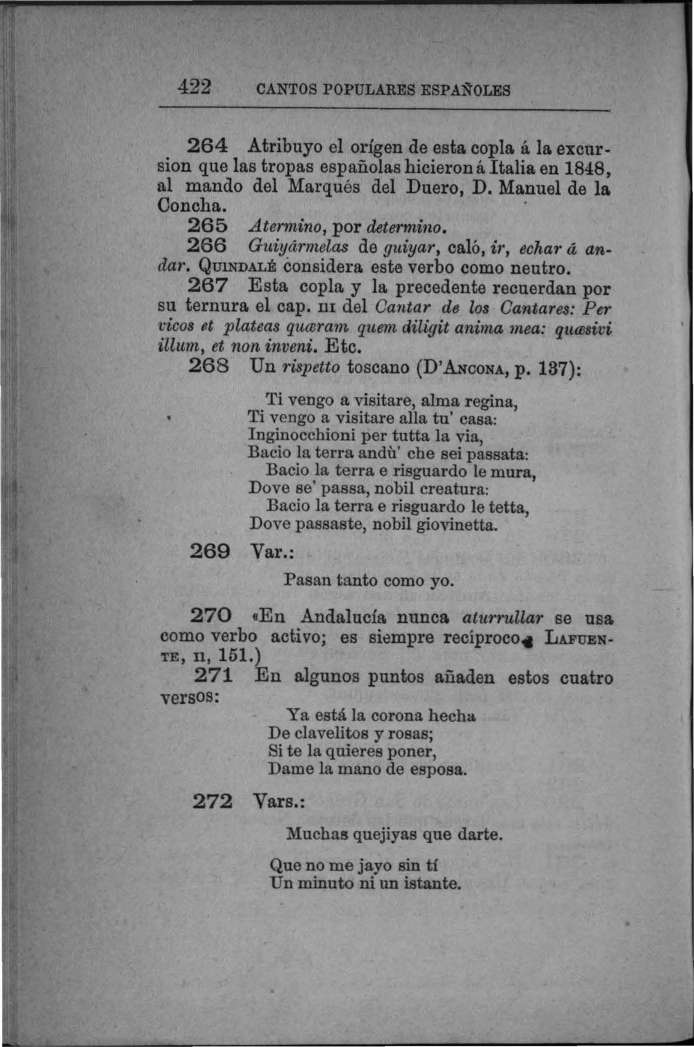 422 CANTOS POPULARES ESPAÑOLES
264 Atribuyo el orígen de esta copla á la excur-
sion que las tropas españolas hicieron á Italia en 1848,
al mando del Marqués del Duero, D. Manuel de la
Concha.
265 Atermino, por determino.
266 Guiyármelas de guiyar, caló, ir, echar á an-
dar. QUINDALÉ considera este verbo como neutro.
267 Esta copla y la precedente recuerdan por
su ternura el cap. III del Cantar de los Cantares: Per
vicos et plateas quæram quem diligit anima mea: quæsivi
illum, et non inveni. Etc.
268 Un rispetto toscano (D'ANCONA, p. 137):
Ti vengo a visitare, alma regina,
Ti vengo a visitare alla tu' casa:
Inginocchioni per tutta la via,
Bacio la terra andù' che sei passata:
Bacio la terra e risguardo le mura,
Dove se' passa, nobil creatura:
Bacio la terra e risguardo le tetta,
Dove passaste, nobil giovinetta.
269 Var.:
Pasan tanto como yo.
270 «En Andalucía nunca aturrullar se usa
como verbo activo; es siempre recíproco LAFUEN-
TE, II, 151.)
271 En algunos puntos añaden estos cuatro
versos:
Ya está la corona hecha
De clavelitos y rosas;
Si te la quieres poner,
Dame la mano de esposa.
272 Vars.:
Muchas quejiyas que darte.
Que no me jayo sin tí
Un minuto ni un istante.